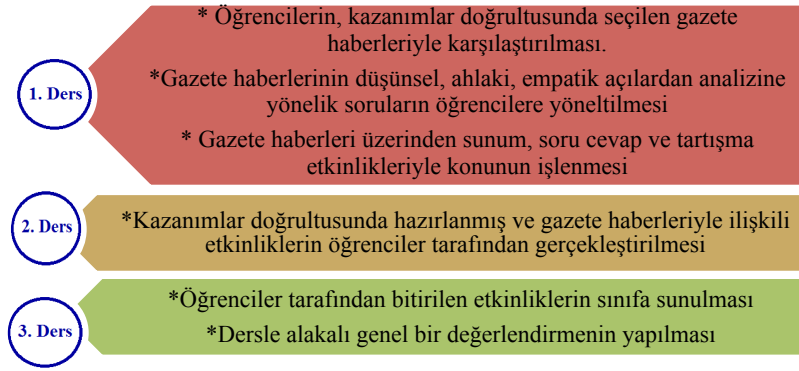 1. Ders
* Öğrencilerin, kazanımlar doğrultusunda seçilen gazete
haberleriyle karşılaştırılması.
*Gazete haberlerinin düşünsel, ahlaki, empatik açılardan analizine
yönelik soruların öğrencilere yöneltilmesi
* Gazete haberleri üzerinden sunum, soru cevap ve tartışma
etkinlikleriyle konunun işlenmesi
2. Ders
*Kazanımlar doğrultusunda hazırlanmış ve gazete haberleriyle ilişkili
etkinliklerin öğrenciler tarafından gerçekleştirilmesi
3. Ders
*Öğrenciler tarafından bitirilen etkinliklerin sınıfa sunulması
*Dersle alakalı genel bir değerlendirmenin yapılması